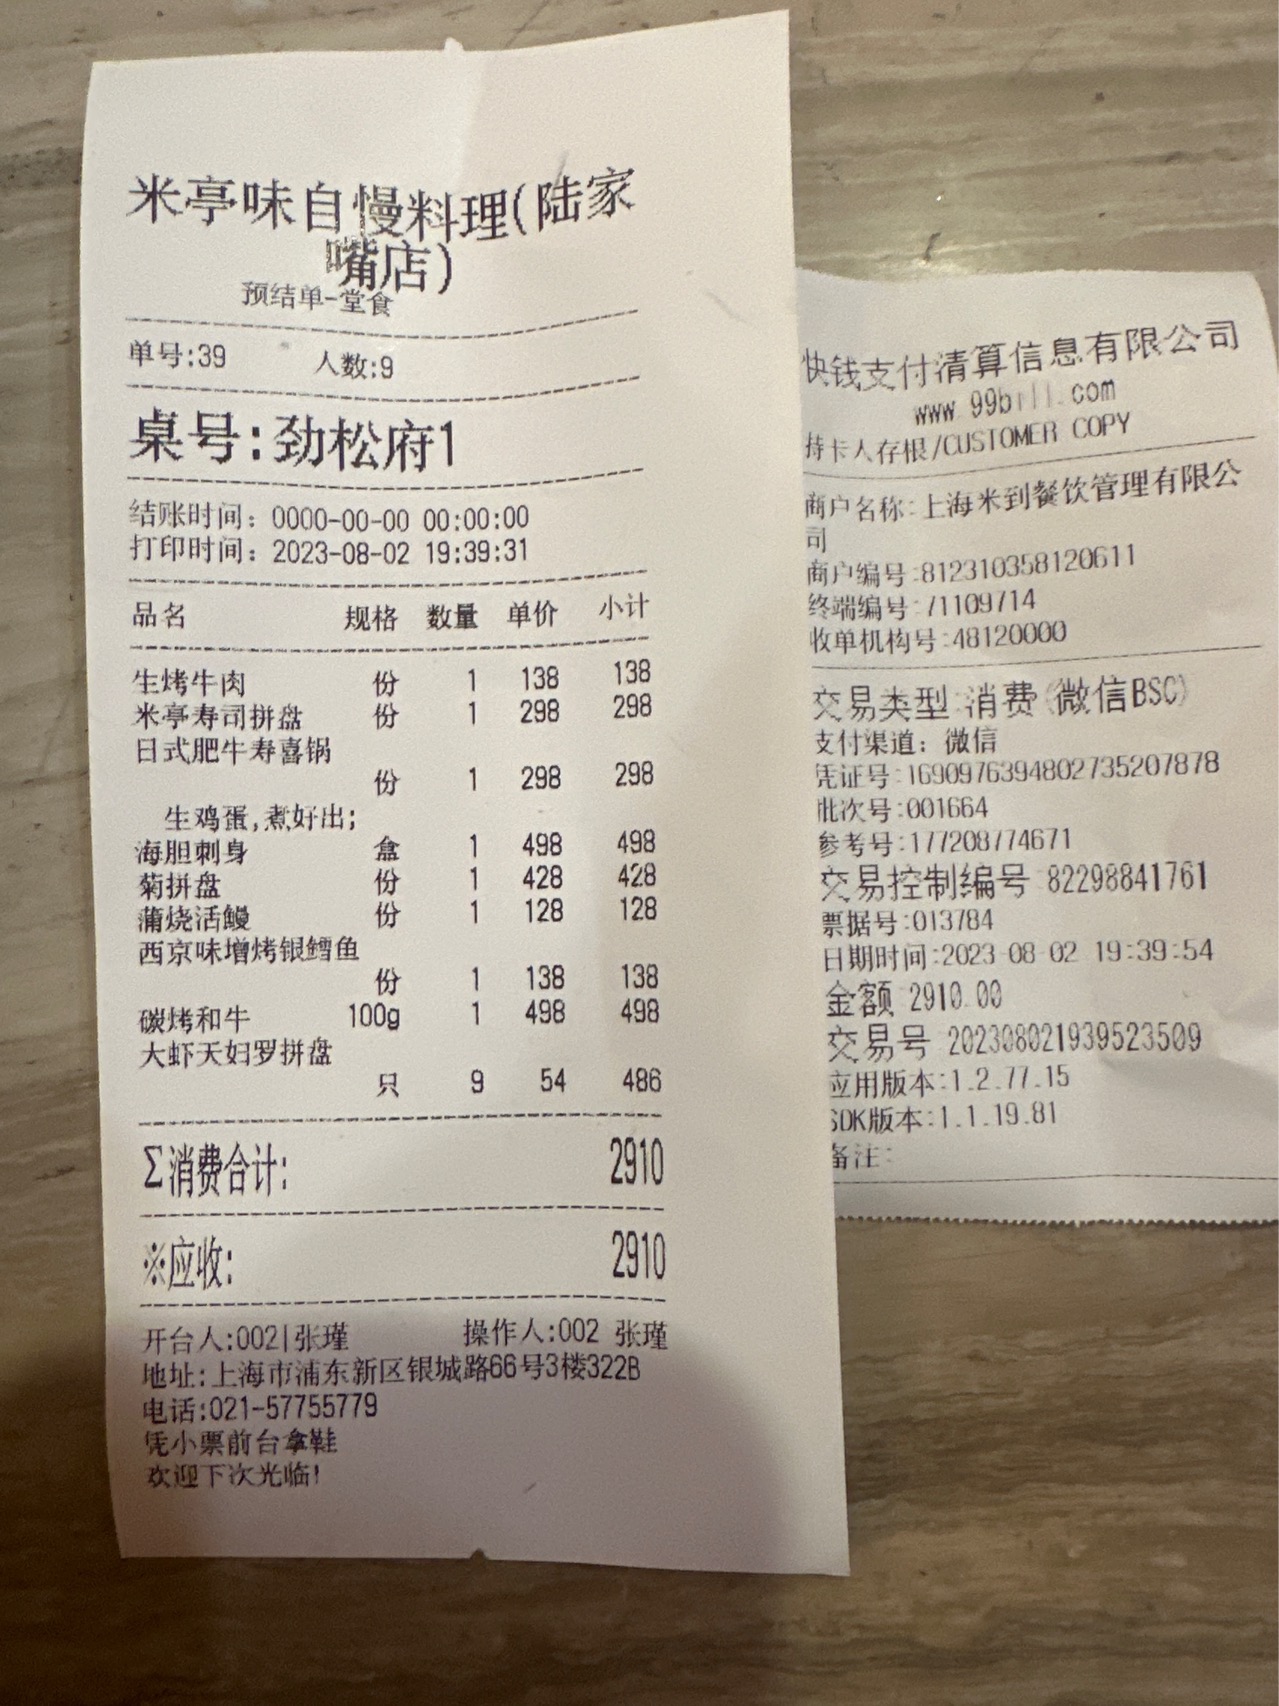 米亭味自慢料理(陆家
嘴店)
预结单-堂食
单号:39 人数:9
桌号:劲松府1
结账时间: 0000-00-00 00:00:00
打印时间: 2023-08-02 19:39:31
品名 规格 数量 单价 小计
生烤牛肉 份 1 138 138
米亭寿司拼盘 份 1 298 298
日式肥牛寿喜锅
份 1 298 298
生鸡蛋,煮好出;
海胆刺身 盒 1 498 498
菊拼盘 份 1 428 428
蒲烧活鳗 份 1 128 128
西京味增烤银鳕鱼
份 1 138 138
碳烤和牛 100g 1 498 498
大虾天妇罗拼盘
只 9 54 486
Σ消费合计: 2910
※应收: 2910
开台人:002|张瑾 操作人:002 张瑾
地址:上海市浦东新区银城路66号3楼322B
电话:021-57755779
凭小票前台拿鞋
欢迎下次光临!
快钱支付清算信息有限公司
www.99bill.com
持卡人存根/CUSTOMER COPY
商户名称:上海米到餐饮管理有限公
司
商户编号:812310358120611
终端编号:71109714
收单机构号:48120000
交易类型:消费(微信BSC)
支付渠道: 微信
凭证号:1690976394802735207878
批次号:001664
参考号:177208774671
交易控制编号 82298841761
票据号:013784
日期时间:2023-08-02 19:39:54
金额 2910.00
交易号 202308021939523509
应用版本:1.2.77.15
SDK版本:1.1.19.81
备注: